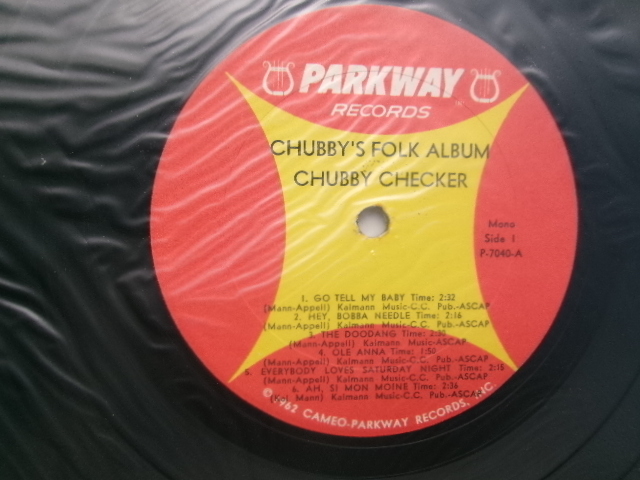 PARKWAY
RECORDS
CHUBBY'S FOLK ALBUM
CHUBBY CHECKER
Mono
Side 1
P-7040-A
1. GO TELL MY BABY Time: 2:32
(Mann-Appell) Kalmann Music-C.C. Pub.-ASCAP
2. HEY, BOBBA NEEDLE Time: 2:16
(Mann-Appell) Kalmann Music-C.C. Pub.-ASCAP
3. THE DOODANG Time:
(Mann-Appell) Kalmann Music-ASCAP
4. OLE ANNA Time: 1:50
(Mann-Appell) Kalmann Music-C.C. Pub.-ASCAP
5. EVERYBODY LOVES SATURDAY NIGHT Time: 2:15
(Mann-Appell) Kalmann Music-C.C. Pub.-ASCAP
6. AH, SI MON MOINE Time: 2:36
(Kal Mann) Kalmann Music-C.C. Pub.-ASCAP
© 1962 CAMEO-PARKWAY RECORDS, INC.